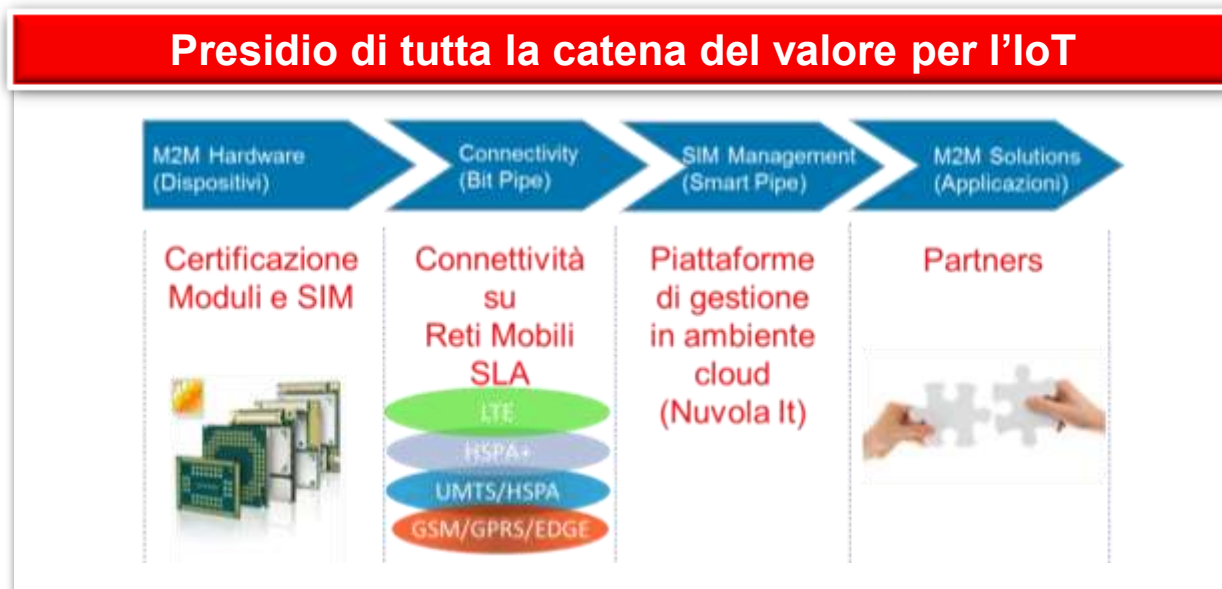 Presidio di tutta la catena del valore per l’IoT
M2M Hardware
(Dispositivi)
Connectivity
(Bit Pipe)
SIM Management
(Smart Pipe)
M2M Solutions
(Applicazioni)
Certificazione
Moduli e SIM
Connettività
su
Reti Mobili
SLA
LTE
HSPA+
UMTS/HSPA
GSM/GPRS/EDGE
Piattaforme
di gestione
in ambiente
cloud
(Nuvola It)
Partners